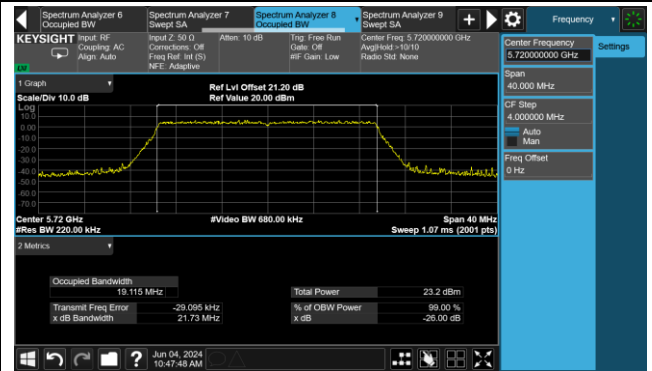 Spectrum Analyzer 6
Occupied BW
Spectrum Analyzer 7
Swept SA
Spectrum Analyzer 8
Occupied BW
Spectrum Analyzer 9
Swept SA
Frequency
KEYSIGHT
Input: RF
Coupling: AC
Align: Auto
Input Z: 50 Ω
Corrections: Off
Freq Ref: Int (S)
NFE: Adaptive
Atten: 10 dB
Trig: Free Run
Gate: Off
#IF Gain: Low
Center Freq: 5.720000000 GHz
Avg|Hold:>10/10
Radio Std: None
Center Frequency
5.720000000 GHz
Settings
Span
40.000 MHz
CF Step
4.000000 MHz
Auto
Man
Freq Offset
0 Hz
1 Graph
Scale/Div 10.0 dB
Ref Lvl Offset 21.20 dB
Ref Value 20.00 dBm
Log
10.0
0.00
-10.0
-20.0
-30.0
-40.0
-50.0
-60.0
-70.0
Center 5.72 GHz
#Video BW 680.00 kHz
Span 40 MHz
#Res BW 220.00 kHz
Sweep 1.07 ms (2001 pts)
2 Metrics
Occupied Bandwidth
19.115 MHz
Total Power
23.2 dBm
Transmit Freq Error
-29.095 kHz
% of OBW Power
99.00 %
x dB Bandwidth
21.73 MHz
x dB
-26.00 dB
Jun 04, 2024
10:47:48 AM